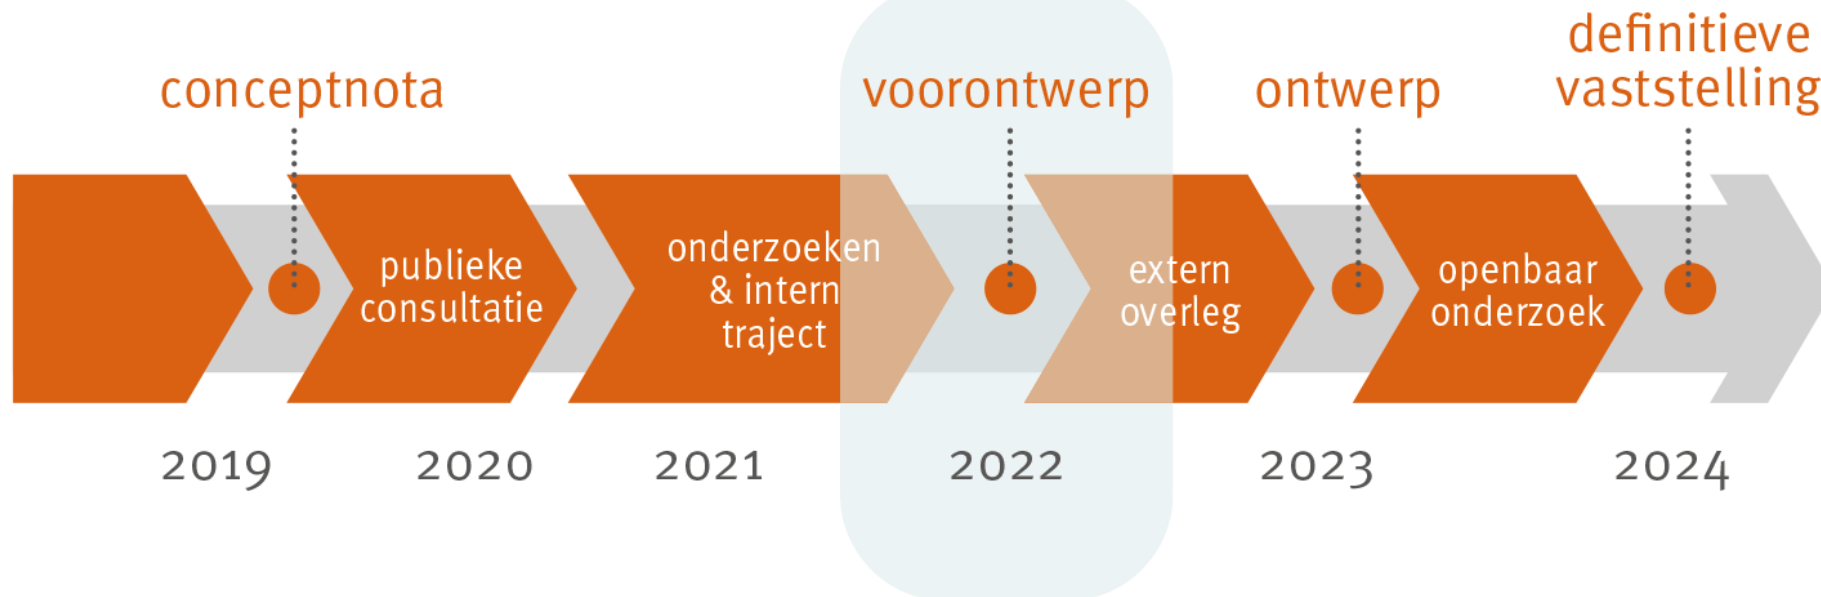 conceptnota
voorontwerp
ontwerp
definitieve
vaststelling
publieke
consultatie
onderzoeken
& intern
traject
extern
overleg
openbaar
onderzoek
2019
2020
2021
2022
2023
2024